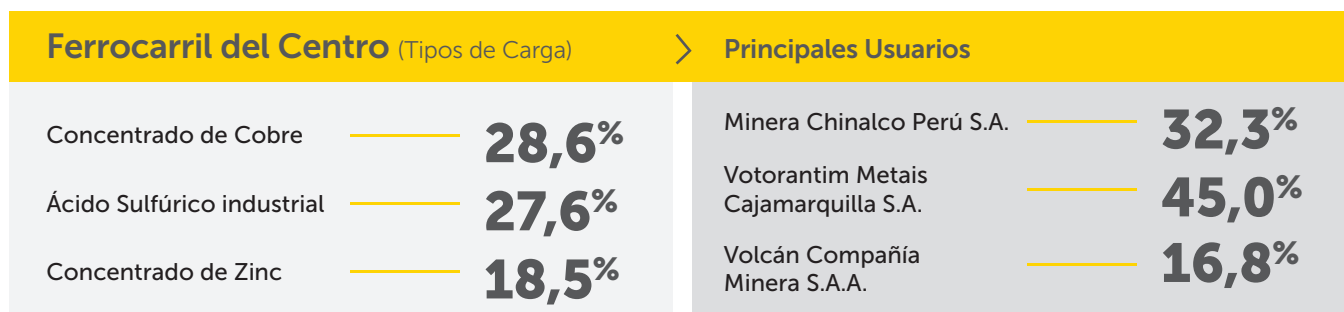 Ferrocarril del Centro (Tipos de Carga)
Concentrado de Cobre 28,6%
Ácido Sulfúrico industrial 27,6%
Concentrado de Zinc 18,5%
Principales Usuarios
Minera Chinalco Perú S.A. 32,3%
Votorantim Metais
Cajamarquilla S.A. 45,0%
Volcán Compañía
Minera S.A.A. 16,8%